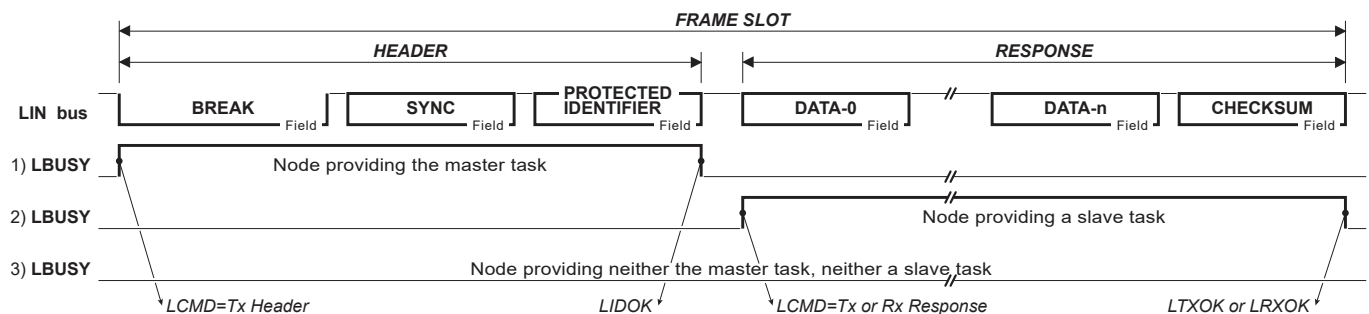 FRAME SLOT
HEADER RESPONSE
LIN bus BREAK Field SYNC Field PROTECTED IDENTIFIER Field DATA-0 Field DATA-n Field CHECKSUM Field
1) LBUSY Node providing the master task
2) LBUSY Node providing a slave task
3) LBUSY Node providing neither the master task, neither a slave task
LCMD=Tx Header LIDOK LCMD=Tx or Rx Response LTXOK or LRXOK